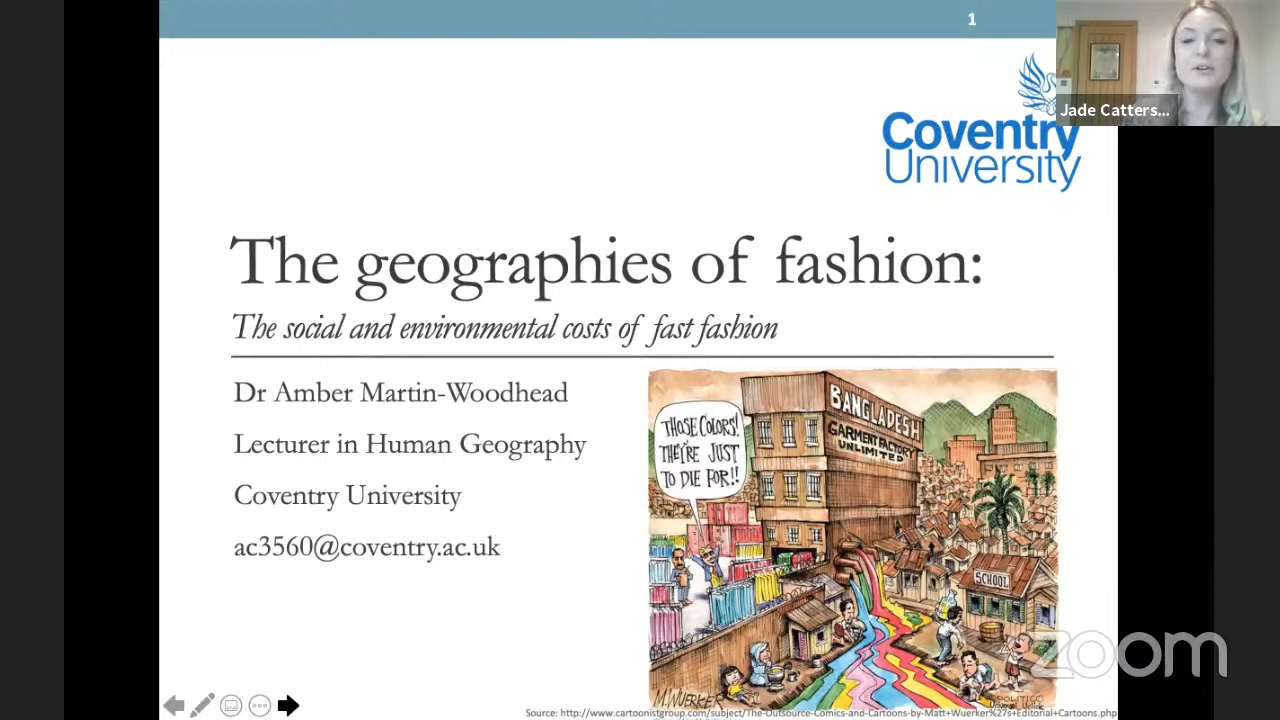 1
Jade Catters...
Coventry
University
The geographies of fashion:
The social and environmental costs of fast fashion
Dr Amber Martin-Woodhead
Lecturer in Human Geography
Coventry University
ac3560@coventry.ac.uk
THOSE COLORS!
THEY'RE JUST
TO DIE FOR!!
BANGLADESH
GARMENT FACTORY
UNLIMITED
SCHOOL
M.WUERKER
POLITICO
zoom
Source: http://www.cartoonistgroup.com/subject/The-Outsource-Comics-and-Cartoons-by-Matt+Wuerker%27s+Editorial+Cartoons.php